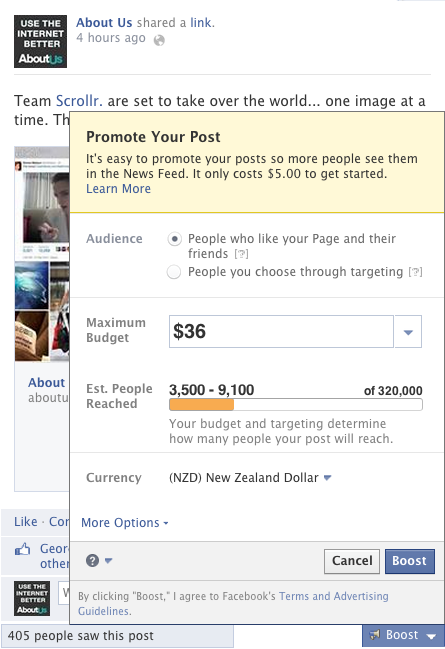 USE THE
INTERNET
BETTER
AboutUs
About Us shared a link.
4 hours ago
Team Scrollr. are set to take over the world... one image at a
time. Th
Promote Your Post
It's easy to promote your posts so more people see them
in the News Feed. It only costs $5.00 to get started.
Learn More
Audience
People who like your Page and their
friends [?]
People you choose through targeting [?]
Maximum
Budget
$36
Est. People
Reached
3,500 - 9,100 of 320,000
Your budget and targeting determine
how many people your post will reach.
About
aboutu
Currency (NZD) New Zealand Dollar
Like · Cor
More Options
Geor
other
? Cancel Boost
USE THE
INTERNET
BETTER
AboutUs
W
By clicking "Boost," I agree to Facebook's Terms and Advertising
Guidelines.
405 people saw this post
Boost